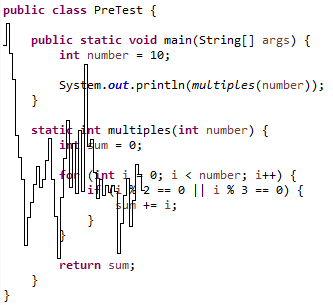 public class PreTest {
public static void main(String[] args) {
int number = 10;
System.out.println(multiples(number));
}
static int multiples(int number) {
int sum = 0;
for (int i = 0; i < number; i++) {
if (i % 2 == 0 || i % 3 == 0) {
sum += i;
}
}
return sum;
}
}